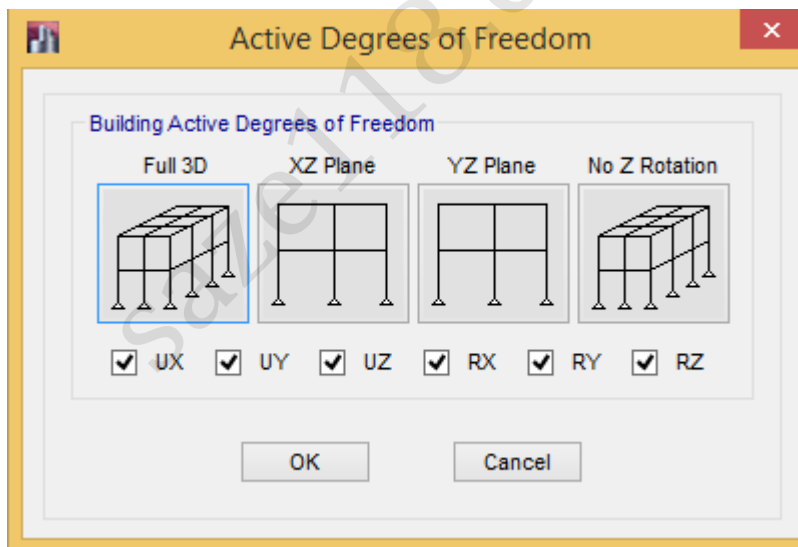 Active Degrees of Freedom
Building Active Degrees of Freedom
Full 3D XZ Plane YZ Plane No Z Rotation
UX UY UZ RX RY RZ
OK Cancel